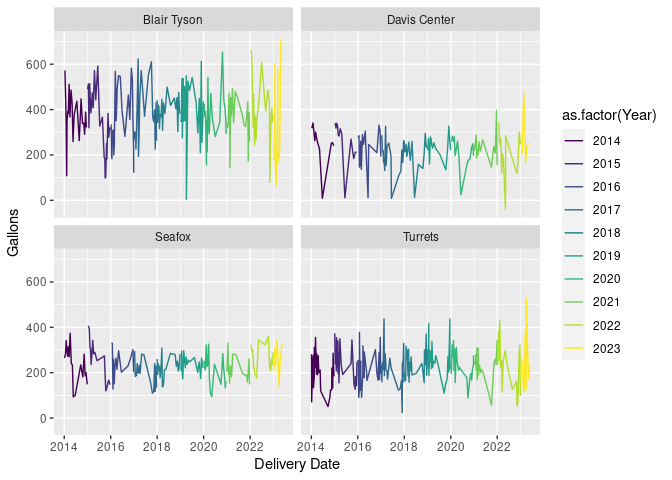 Blair Tyson
Davis Center
600
400
200
0
Seafox
Turrets
600
400
200
0
2014 2016 2018 2020 2022
2014 2016 2018 2020 2022
Delivery Date
Gallons
as.factor(Year)
2014
2015
2016
2017
2018
2019
2020
2021
2022
2023